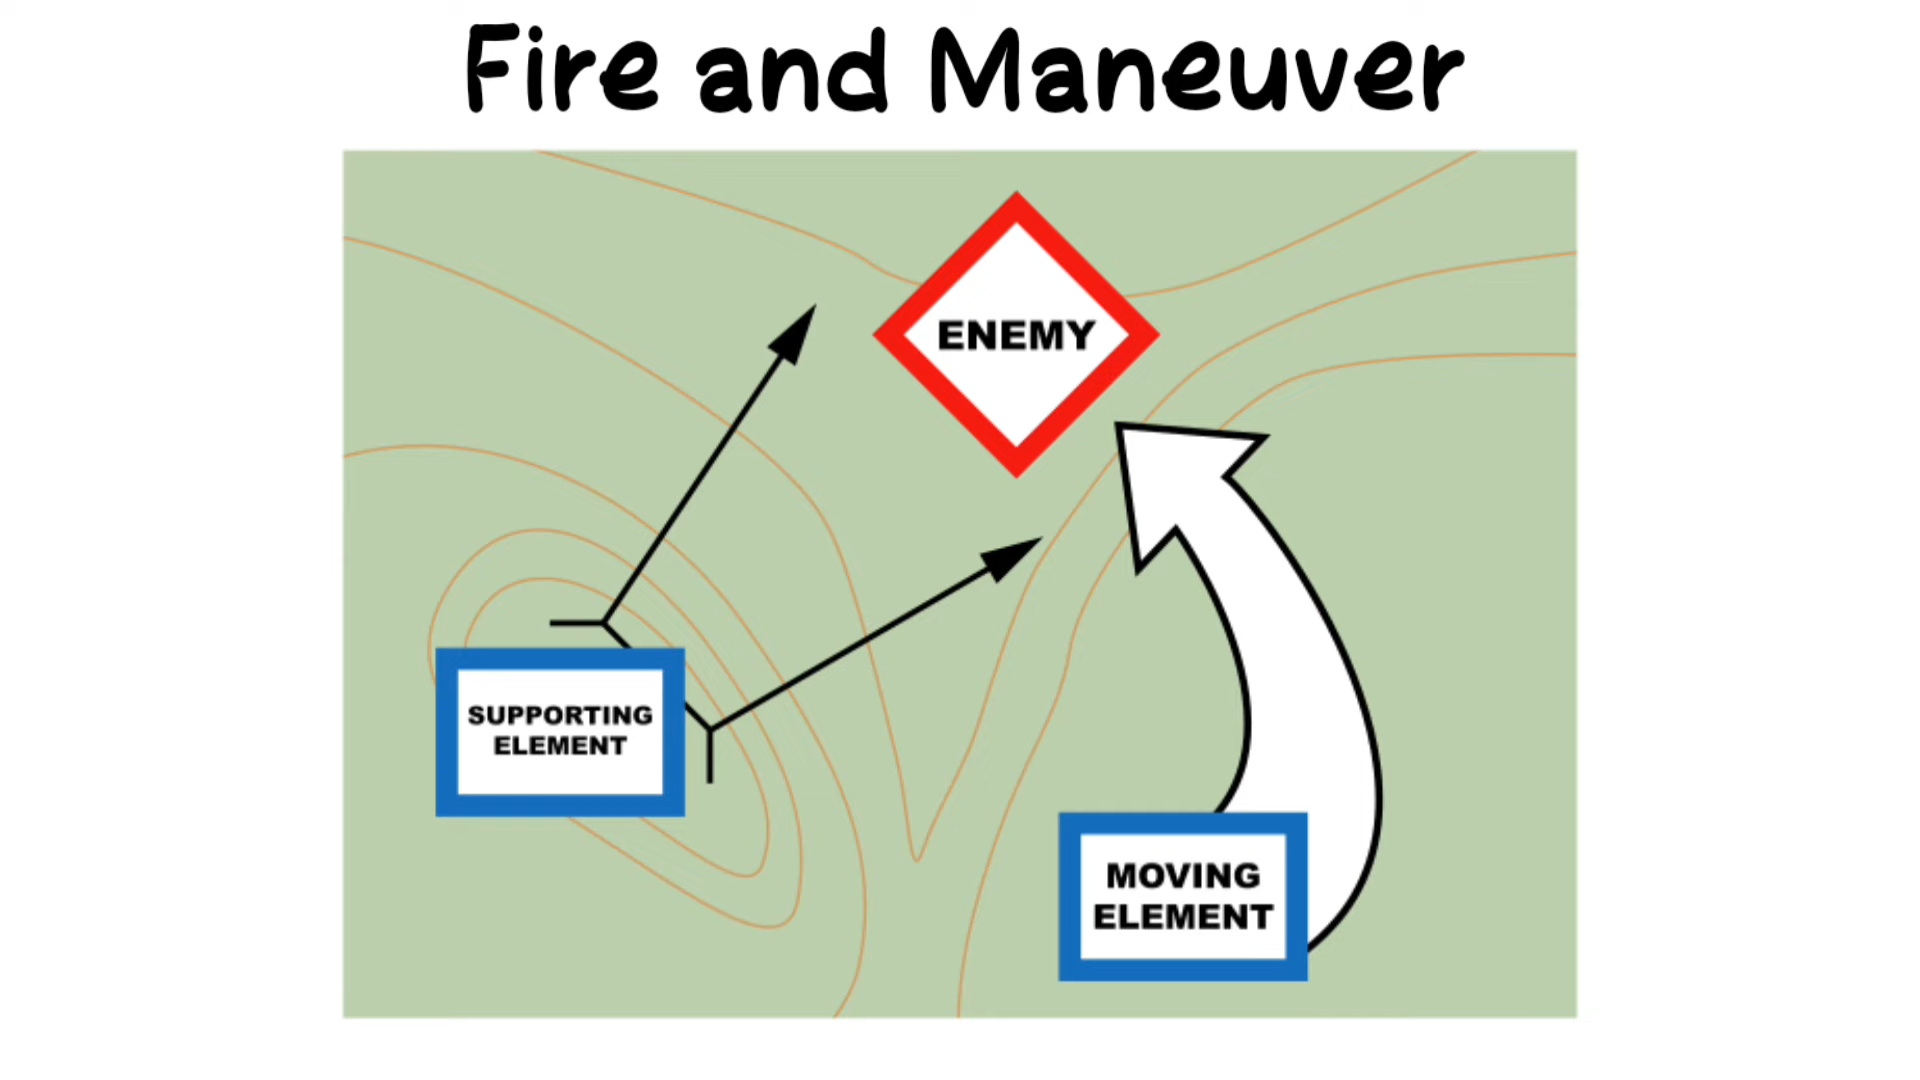 Fire and Maneuver
ENEMY
SUPPORTING
ELEMENT
MOVING
ELEMENT